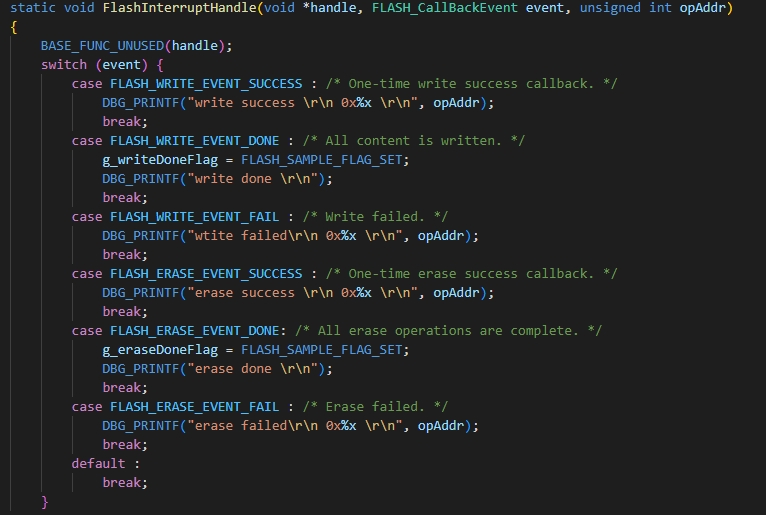 static void FlashInterruptHandle(void *handle, FLASH_CallBackEvent event, unsigned int opAddr)
{
    BASE_FUNC_UNUSED(handle);
    switch (event) {
        case FLASH_WRITE_EVENT_SUCCESS : /* One-time write success callback. */
            DBG_PRINTF("write success \r\n 0x%x \r\n", opAddr);
            break;
        case FLASH_WRITE_EVENT_DONE : /* All content is written. */
            g_writeDoneFlag = FLASH_SAMPLE_FLAG_SET;
            DBG_PRINTF("write done \r\n");
            break;
        case FLASH_WRITE_EVENT_FAIL : /* Write failed. */
            DBG_PRINTF("wtite failed\r\n 0x%x \r\n", opAddr);
            break;
        case FLASH_ERASE_EVENT_SUCCESS : /* One-time erase success callback. */
            DBG_PRINTF("erase success \r\n 0x%x \r\n", opAddr);
            break;
        case FLASH_ERASE_EVENT_DONE: /* All erase operations are complete. */
            g_eraseDoneFlag = FLASH_SAMPLE_FLAG_SET;
            DBG_PRINTF("erase done \r\n");
            break;
        case FLASH_ERASE_EVENT_FAIL : /* Erase failed. */
            DBG_PRINTF("erase failed\r\n 0x%x \r\n", opAddr);
            break;
        default :
            break;
    }